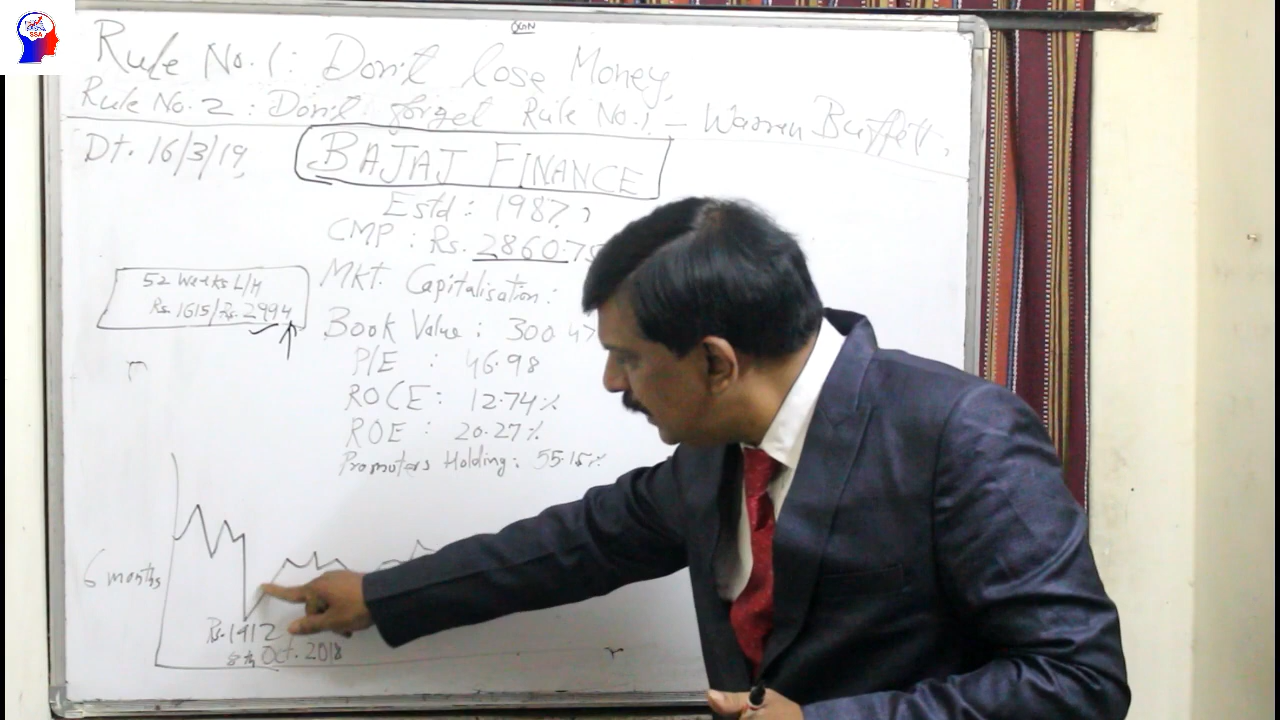 SSA
OGN
Rule No. 1 : Don't lose Money,
Rule No. 2 : Don't forget Rule No. 1. – Warren Buffett,
Dt. 16/3/19,
BAJAJ FINANCE
Estd : 1987,
CMP : Rs. 2860.75
52 Weeks L/H
Rs. 1615/Rs. 2994
Mkt. Capitalisation :
Book Value : 300.47
P/E : 46.98
ROCE : 12.74%
ROE : 20.27%
Promoters Holding : 55.15%
6 months
Rs. 1912
8th Oct. 2018